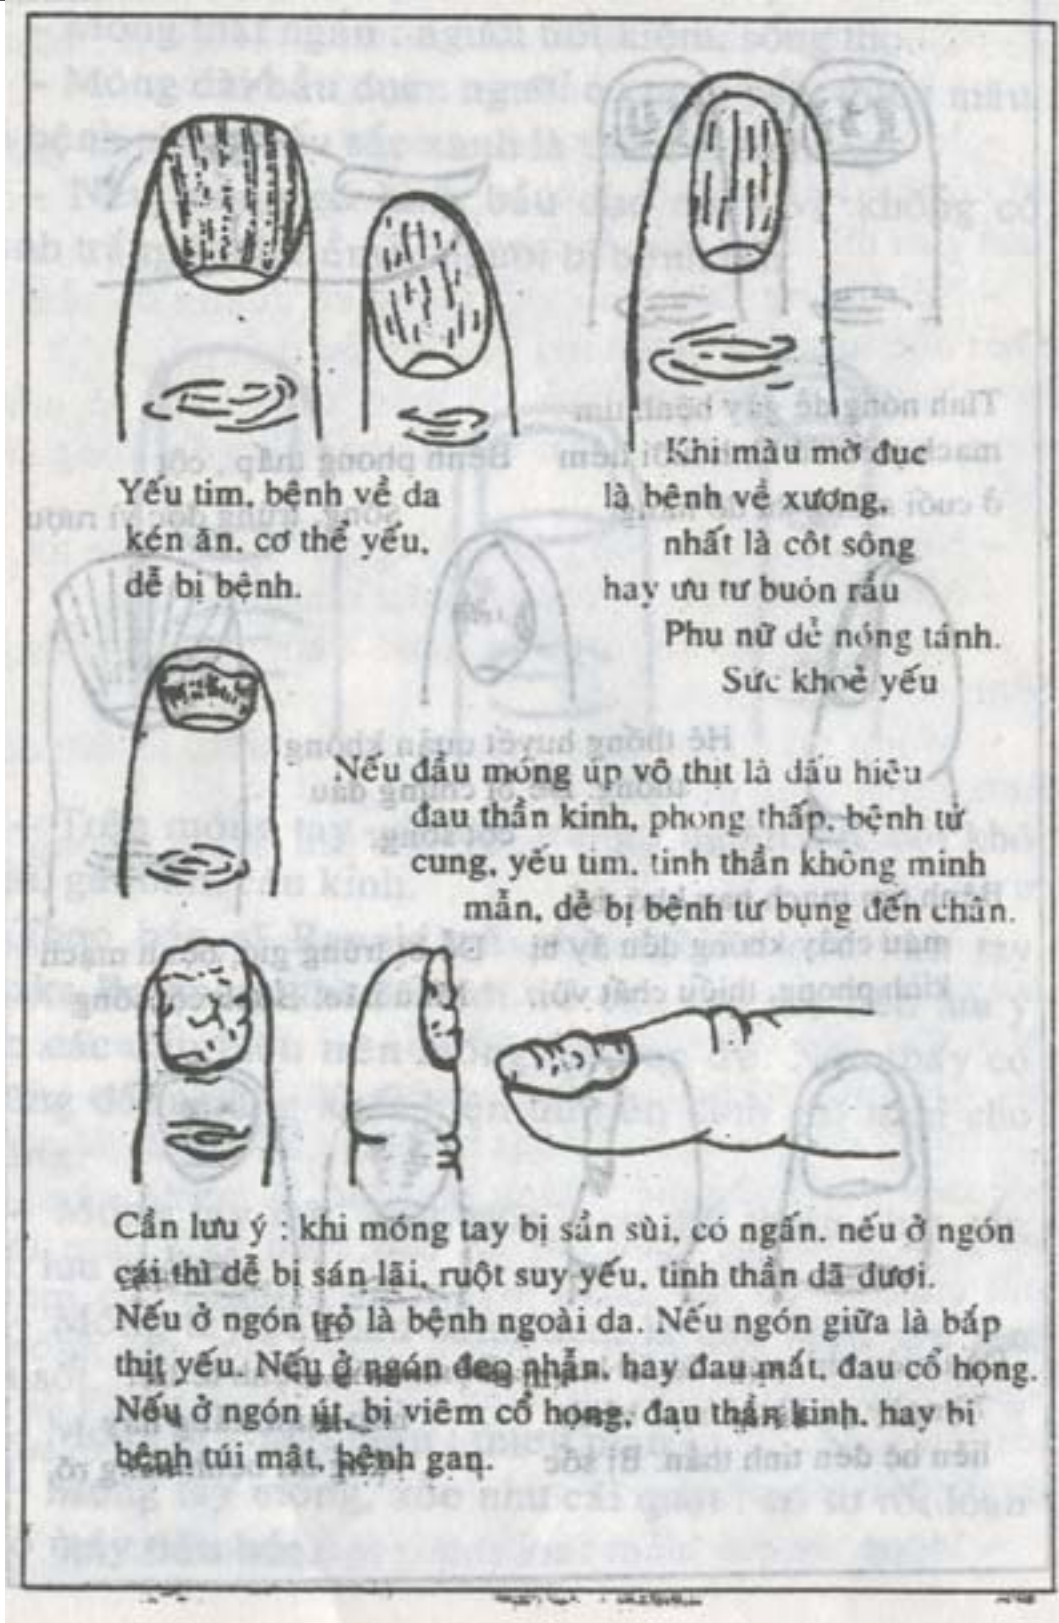 Yếu tim, bệnh về da
kén ăn, cơ thể yếu,
dễ bị bệnh.
Khi màu mờ đục
là bệnh về xương,
nhất là cột sông
hay ưu tư buồn rầu
Phụ nữ dễ nóng tánh.
Sức khoẻ yếu
Nếu đầu móng úp vô thịt là dấu hiệu
đau thần kinh, phong thấp, bệnh tử
cung, yếu tim, tinh thần không minh
mẫn, dễ bị bệnh từ bụng đến chân.
Cần lưu ý : khi móng tay bị sần sùi, có ngấn, nếu ở ngón
cái thì dễ bị sán lãi, ruột suy yếu, tinh thần dã dượi.
Nếu ở ngón trỏ là bệnh ngoài da. Nếu ngón giữa là bắp
thịt yếu. Nếu ở ngón đeo nhẫn, hay đau mắt, đau cổ họng.
Nếu ở ngón út, bị viêm cổ họng, đau thần kinh, hay bị
bệnh túi mật, bệnh gan.